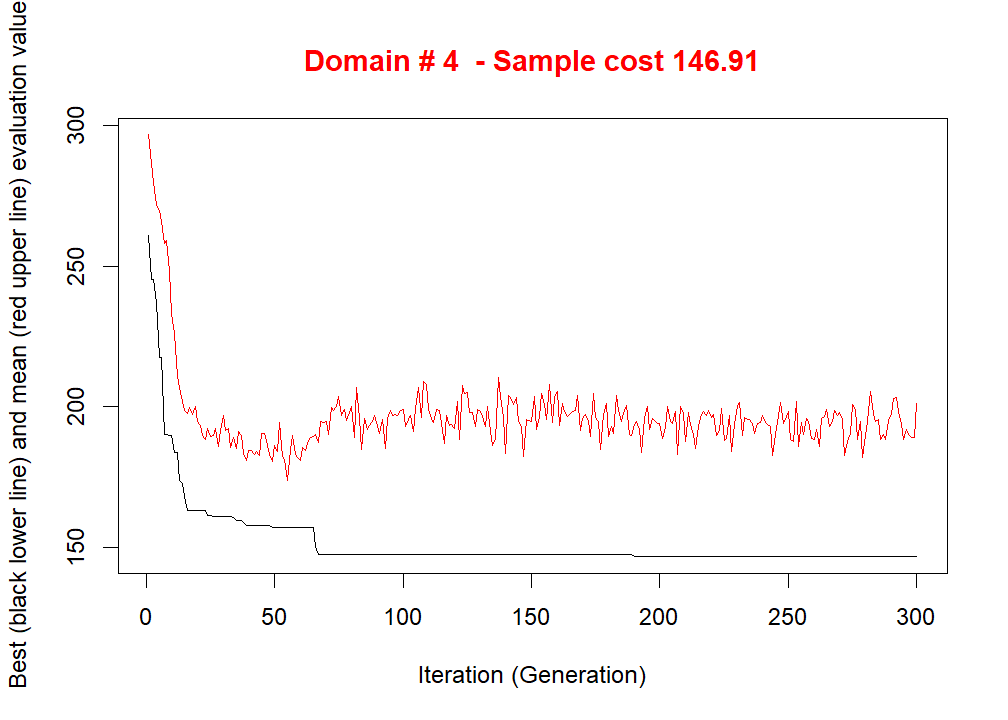 Domain # 4  - Sample cost 146.91
Best (black lower line) and mean (red upper line) evaluation value
300
250
200
150
0 50 100 150 200 250 300
Iteration (Generation)